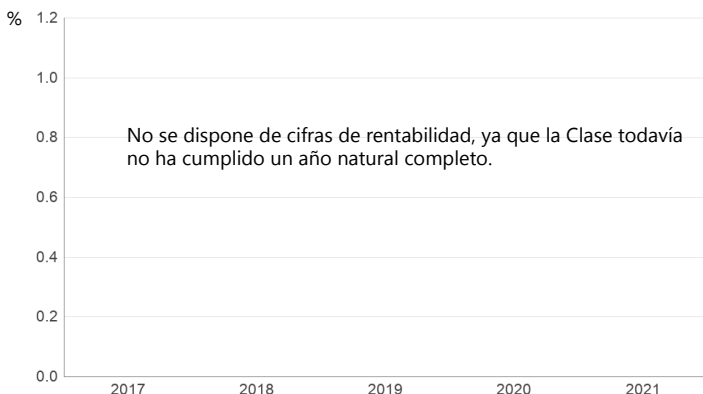 % 1.2
1.0
0.8
No se dispone de cifras de rentabilidad, ya que la Clase todavía
no ha cumplido un año natural completo.
0.6
0.4
0.2
0.0
2017 2018 2019 2020 2021